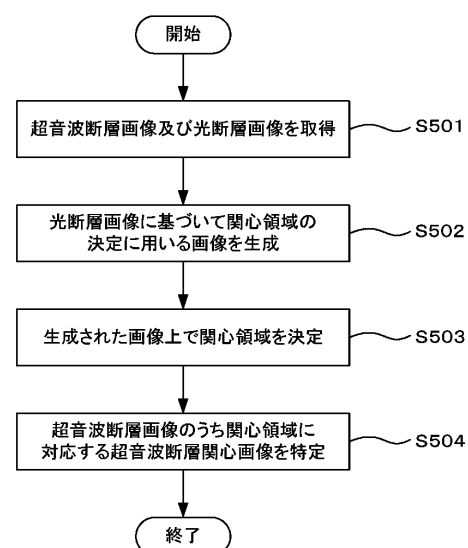 開始
超音波断層画像及び光断層画像を取得
S501
光断層画像に基づいて関心領域の
決定に用いる画像を生成
S502
生成された画像上で関心領域を決定
S503
超音波断層画像のうち関心領域に
対応する超音波断層関心画像を特定
S504
終了